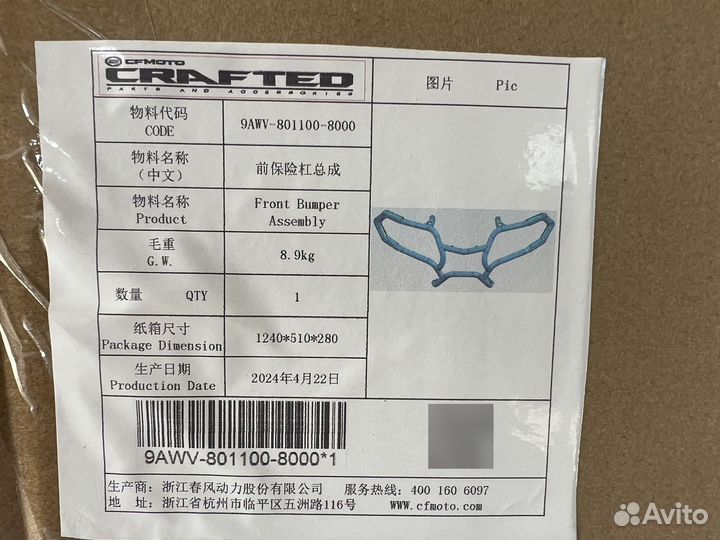 CFMOTO
CRAFTED
PARTS AND ACCESSORIES
图片 Pic
物料代码
CODE
9AWV-801100-8000
物料名称
(中文)
前保险杠总成
物料名称
Product
Front Bumper
Assembly
毛重
G.W.
8.9kg
数量 QTY
1
纸箱尺寸
Package Dimension
1240*510*280
生产日期
Production Date
2024年4月22日
9AWV-801100-8000*1
生产商：浙江春风动力股份有限公司 服务热线：400 160 6097
地 址：浙江省杭州市临平区五洲路116号 www.cfmoto.com
Avito